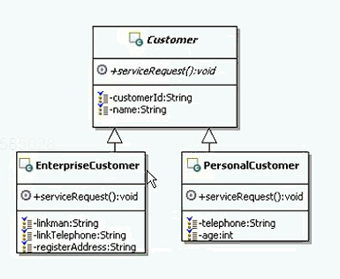 Customer
+serviceRequest():void
-customerId:String
-name:String
EnterpriseCustomer
+serviceRequest():void
-linkman:String
-linkTelephone:String
-registerAddress:String
PersonalCustomer
+serviceRequest():void
-telephone:String
-age:int